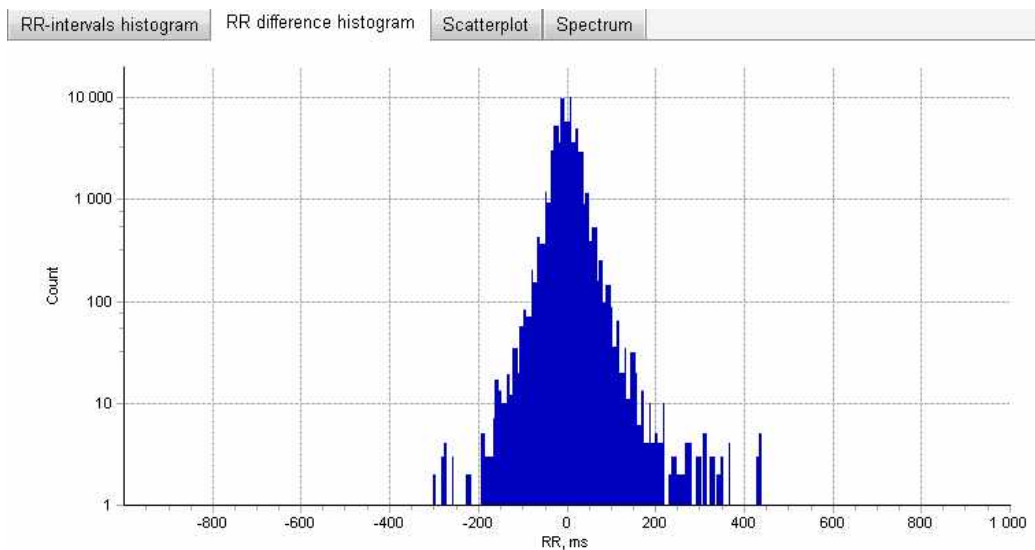 RR-intervals histogram RR difference histogram Scatterplot Spectrum
10 000
1 000
100
10
1
Count
-800 -600 -400 -200 0 200 400 600 800 1 000
RR, ms